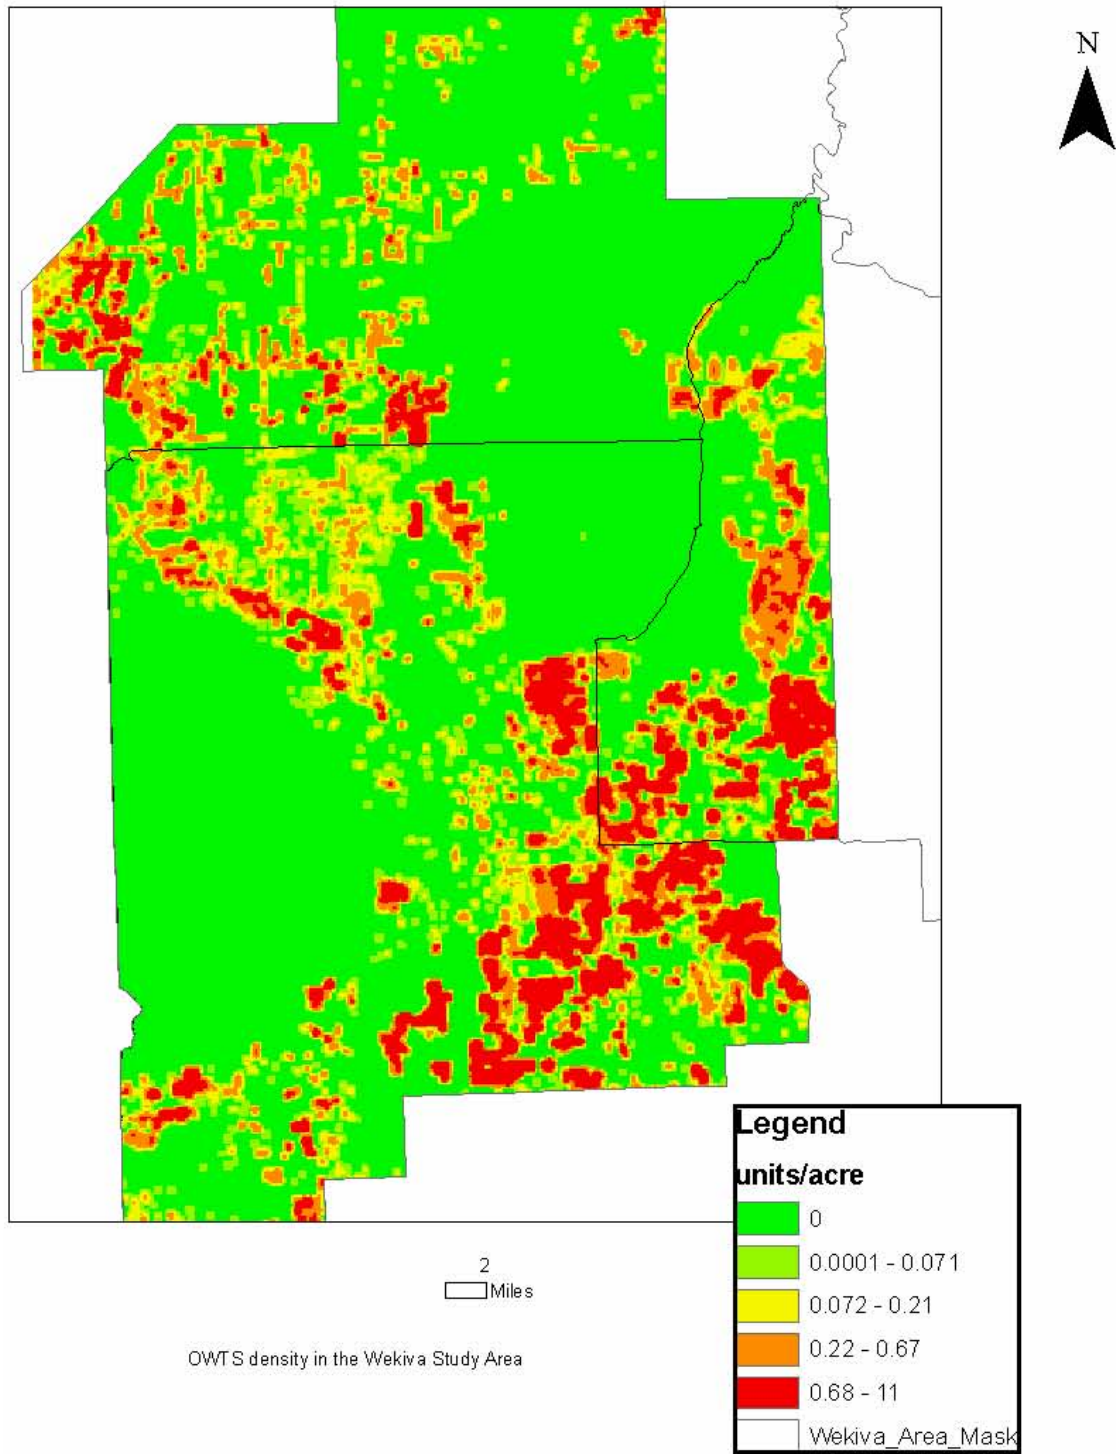 N
Legend
units/acre
0
0.0001 - 0.071
0.072 - 0.21
0.22 - 0.67
0.68 - 11
Wekiva_Area_Mask
2
Miles
OWTS density in the Wekiva Study Area